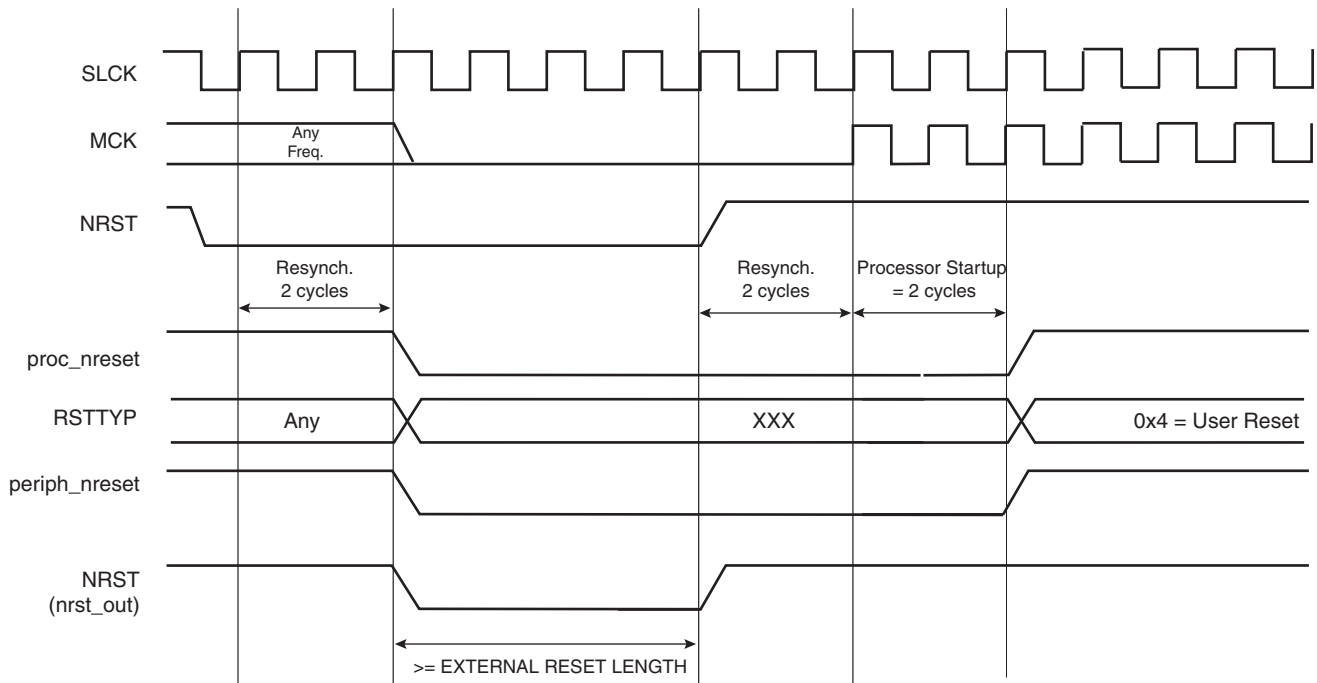 SLCK
MCK
Any
Freq.
NRST
Resynch.
2 cycles
Resynch.
2 cycles
Processor Startup
= 2 cycles
proc_nreset
RSTTYP
Any
XXX
0x4 = User Reset
periph_nreset
NRST
(nrst_out)
>= EXTERNAL RESET LENGTH